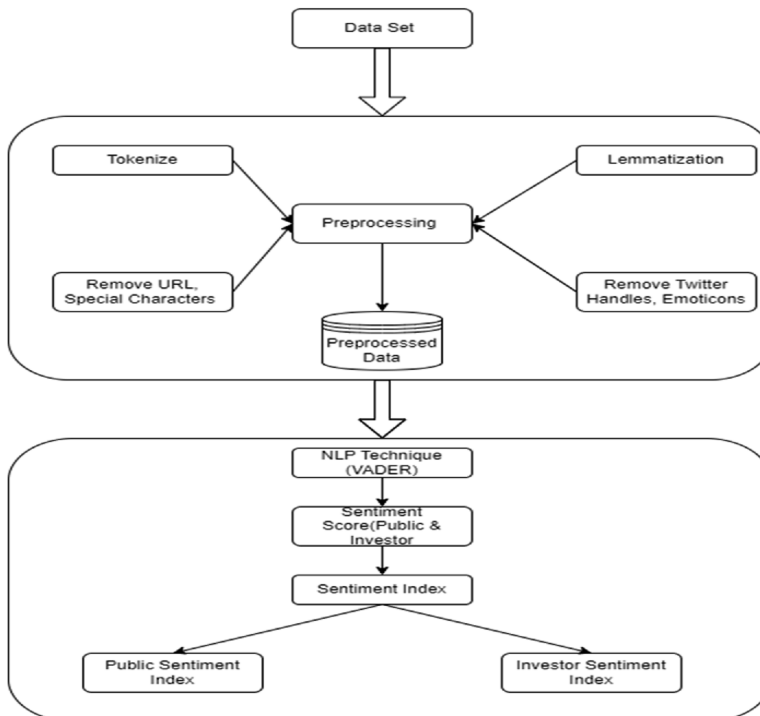 Data Set
Tokenize
Lemmatization
Preprocessing
Remove URL,
Special Characters
Remove Twitter
Handles, Emoticons
Preprocessed
Data
NLP Technique
(VADER)
Sentiment
Score(Public &
Investor
Sentiment Index
Public Sentiment
Index
Investor Sentiment
Index